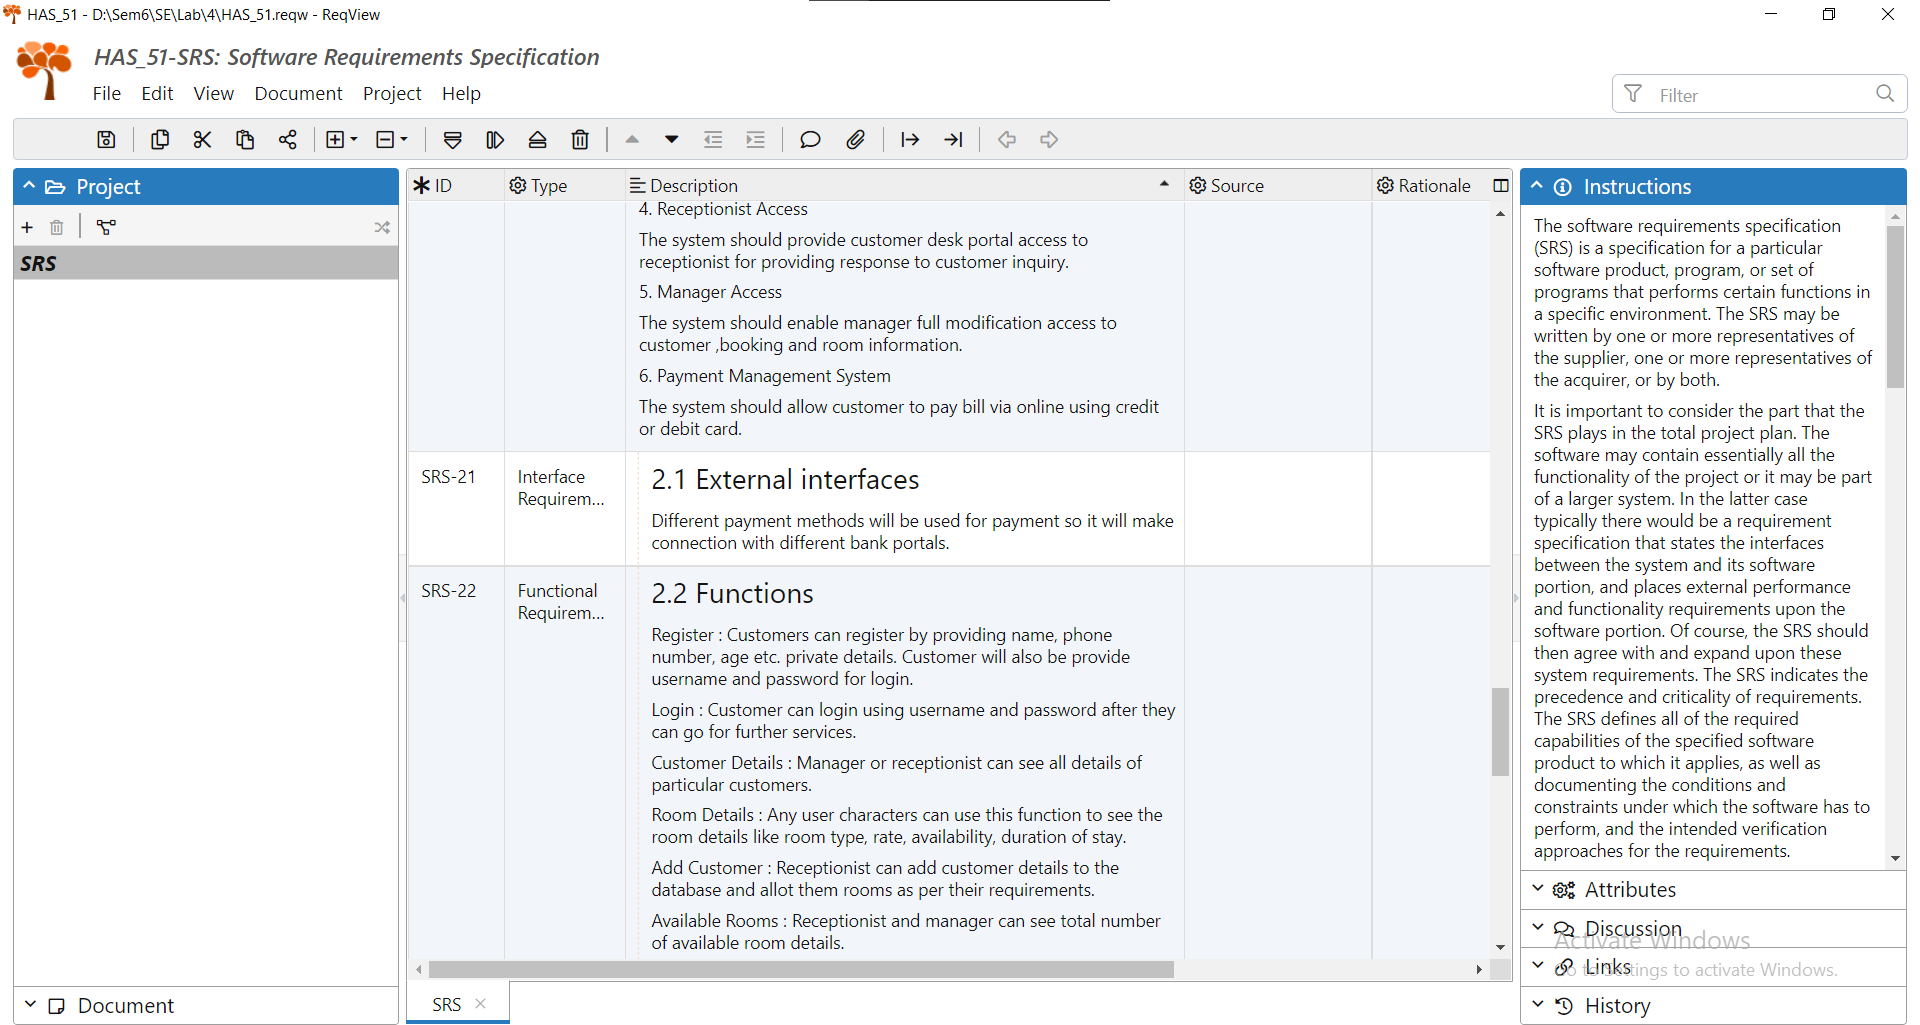 HAS_51 - D:\Sem6\SE\Lab\4\HAS_51.reqw - ReqView
HAS_51-SRS: Software Requirements Specification
File Edit View Document Project Help
Filter
Project
SRS
Document
ID Type Description Source Rationale
4. Receptionist Access
The system should provide customer desk portal access to
receptionist for providing response to customer inquiry.
5. Manager Access
The system should enable manager full modification access to
customer ,booking and room information.
6. Payment Management System
The system should allow customer to pay bill via online using credit
or debit card.
SRS-21
Interface
Requirem...
2.1 External interfaces
Different payment methods will be used for payment so it will make
connection with different bank portals.
SRS-22
Functional
Requirem...
2.2 Functions
Register : Customers can register by providing name, phone
number, age etc. private details. Customer will also be provide
username and password for login.
Login : Customer can login using username and password after they
can go for further services.
Customer Details : Manager or receptionist can see all details of
particular customers.
Room Details : Any user characters can use this function to see the
room details like room type, rate, availability, duration of stay.
Add Customer : Receptionist can add customer details to the
database and allot them rooms as per their requirements.
Available Rooms : Receptionist and manager can see total number
of available room details.
SRS
Instructions
The software requirements specification
(SRS) is a specification for a particular
software product, program, or set of
programs that performs certain functions in
a specific environment. The SRS may be
written by one or more representatives of
the supplier, one or more representatives of
the acquirer, or by both.
It is important to consider the part that the
SRS plays in the total project plan. The
software may contain essentially all the
functionality of the project or it may be part
of a larger system. In the latter case
typically there would be a requirement
specification that states the interfaces
between the system and its software
portion, and places external performance
and functionality requirements upon the
software portion. Of course, the SRS should
then agree with and expand upon these
system requirements. The SRS indicates the
precedence and criticality of requirements.
The SRS defines all of the required
capabilities of the specified software
product to which it applies, as well as
documenting the conditions and
constraints under which the software has to
perform, and the intended verification
approaches for the requirements.
Attributes
Discussion
Activate Windows
Links
Go to Settings to activate Windows.
History